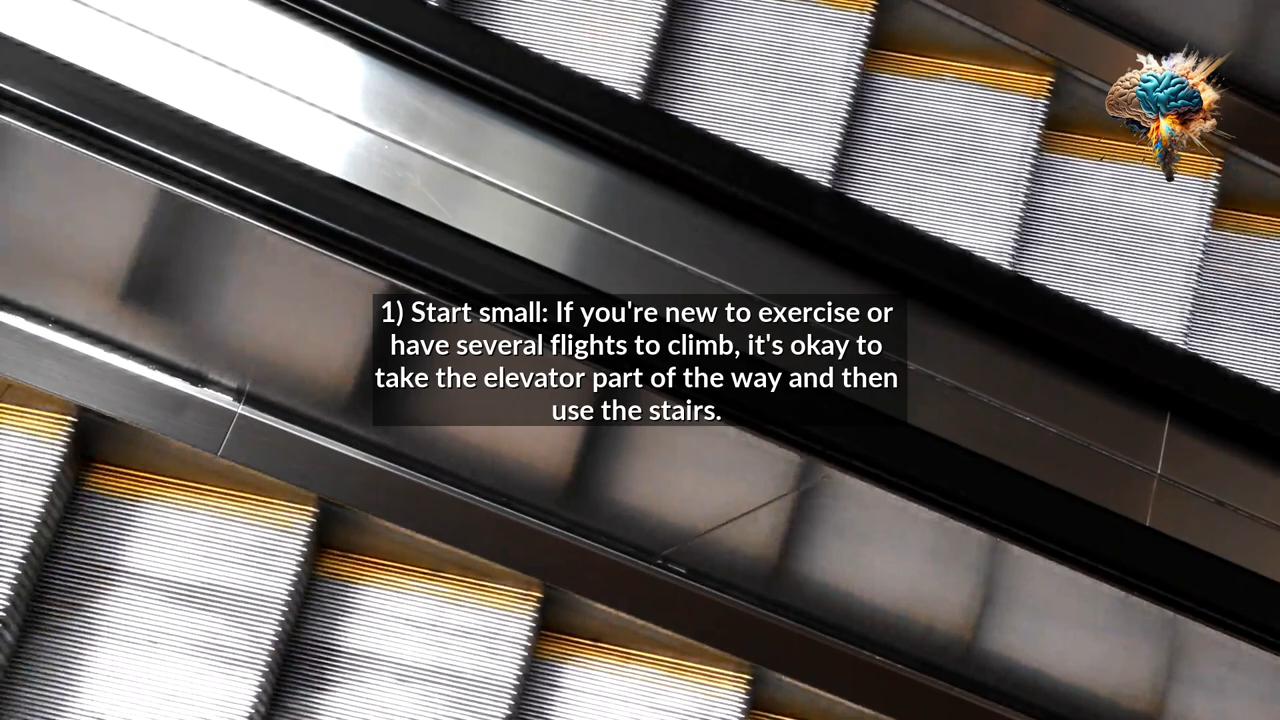 1) Start small: If you're new to exercise or
have several flights to climb, it's okay to
take the elevator part of the way and then
use the stairs.